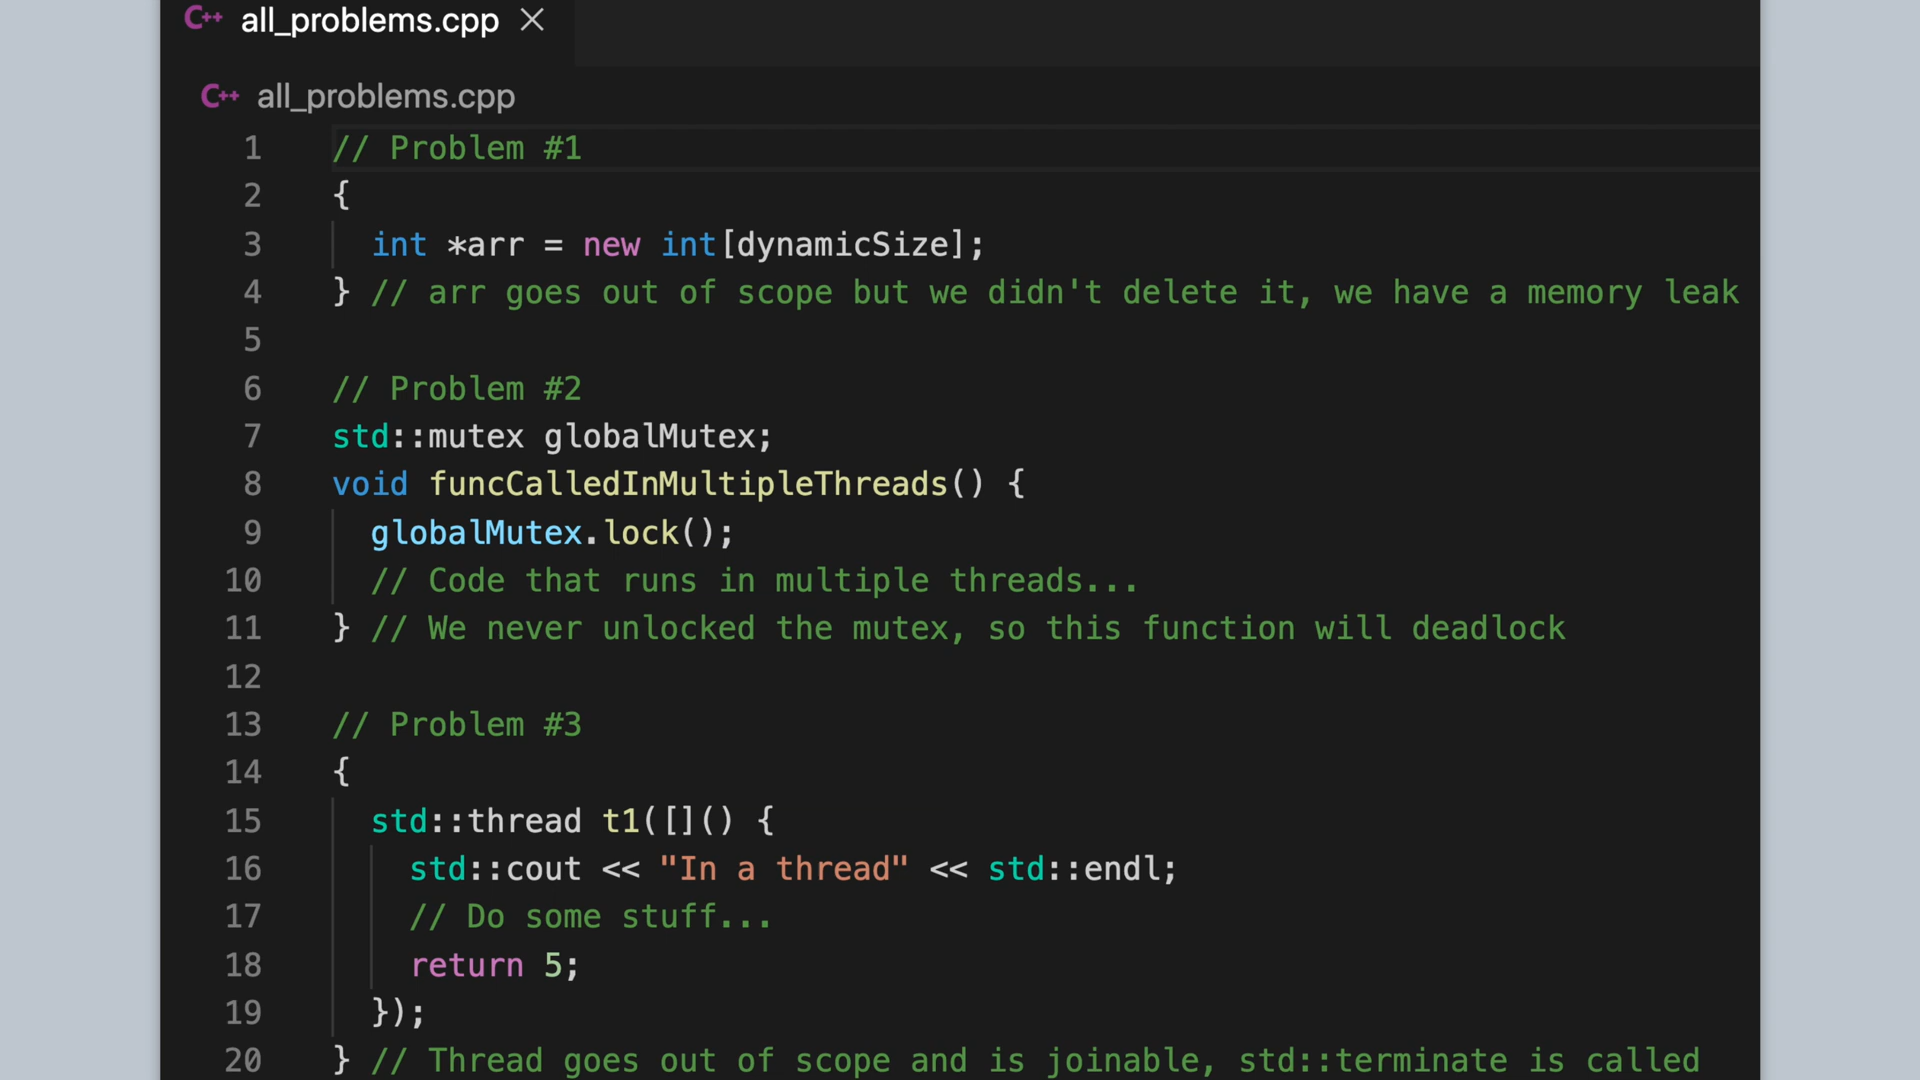 C++ all_problems.cpp ×
C++ all_problems.cpp
1 // Problem #1
2 {
3 int *arr = new int[dynamicSize];
4 } // arr goes out of scope but we didn't delete it, we have a memory leak
5
6 // Problem #2
7 std::mutex globalMutex;
8 void funcCalledInMultipleThreads() {
9 globalMutex.lock();
10 // Code that runs in multiple threads...
11 } // We never unlocked the mutex, so this function will deadlock
12
13 // Problem #3
14 {
15 std::thread t1([]() {
16 std::cout << "In a thread" << std::endl;
17 // Do some stuff...
18 return 5;
19 });
20 } // Thread goes out of scope and is joinable, std::terminate is called